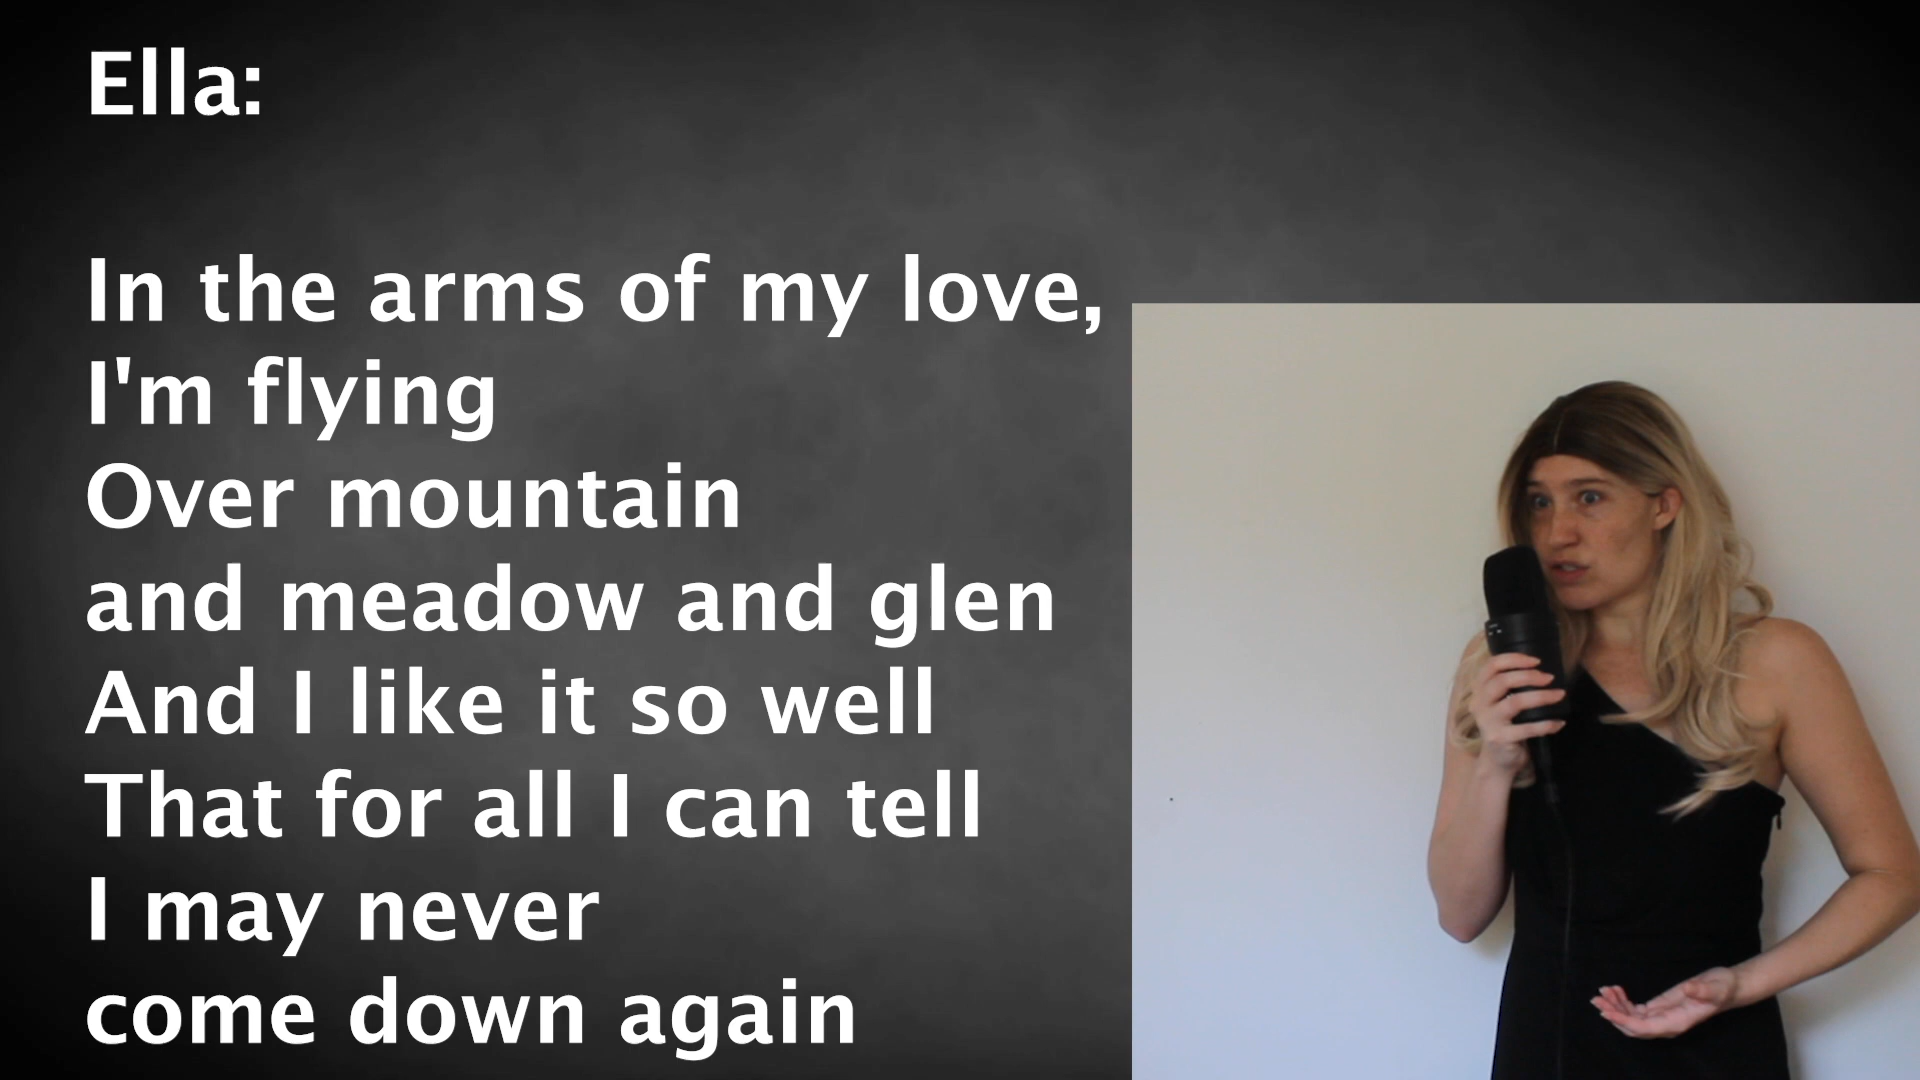 Ella:
In the arms of my love,
I'm flying
Over mountain
and meadow and glen
And I like it so well
That for all I can tell
I may never
come down again